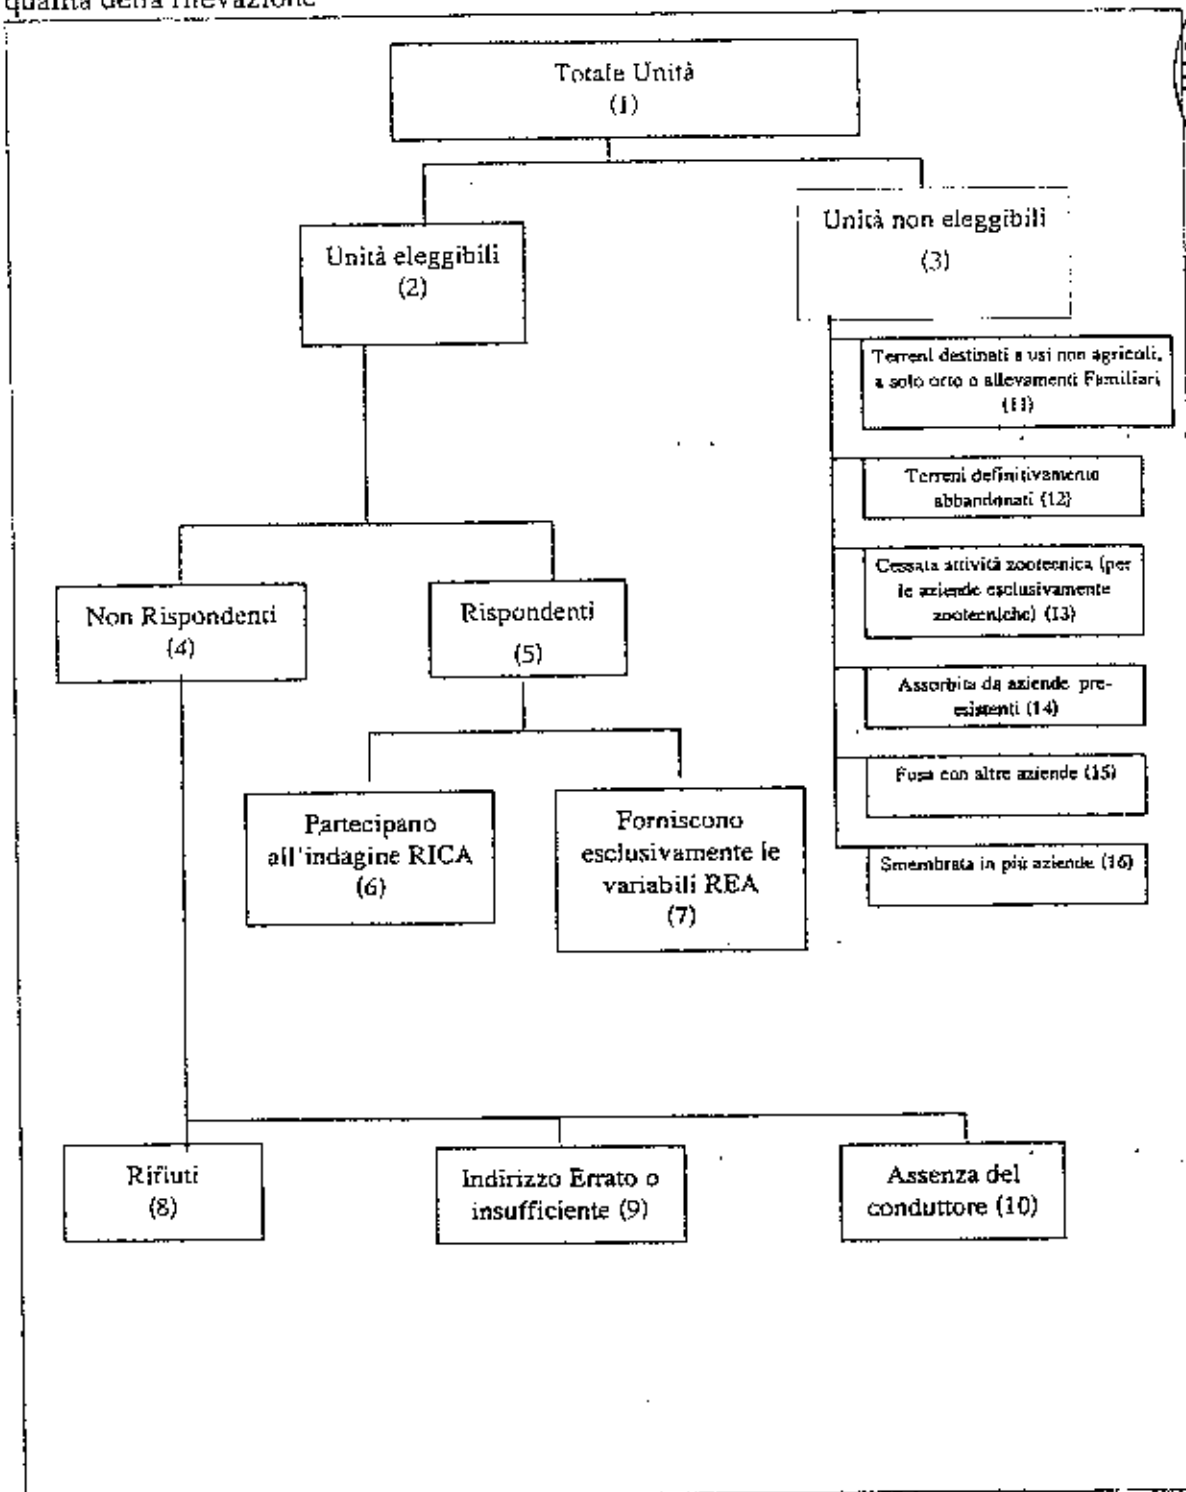 qualità della rilevazione
Totale Unità
(1)
Unità eleggibili
(2)
Unità non eleggibili
(3)
Terreni destinati a usi non agricoli,
a solo orto o allevamenti Familiari
(11)
Terreni definitivamente
abbandonati (12)
Cessata attività zootecnica (per
le aziende esclusivamente
zootecniche) (13)
Assorbita da aziende pre-
esistenti (14)
Fusa con altre aziende (15)
Smembrata in più aziende (16)
Non Rispondenti
(4)
Rispondenti
(5)
Partecipano
all'indagine RICA
(6)
Forniscono
esclusivamente le
variabili REA
(7)
Rifiuti
(8)
Indirizzo Errato o
insufficiente (9)
Assenza del
conduttore (10)